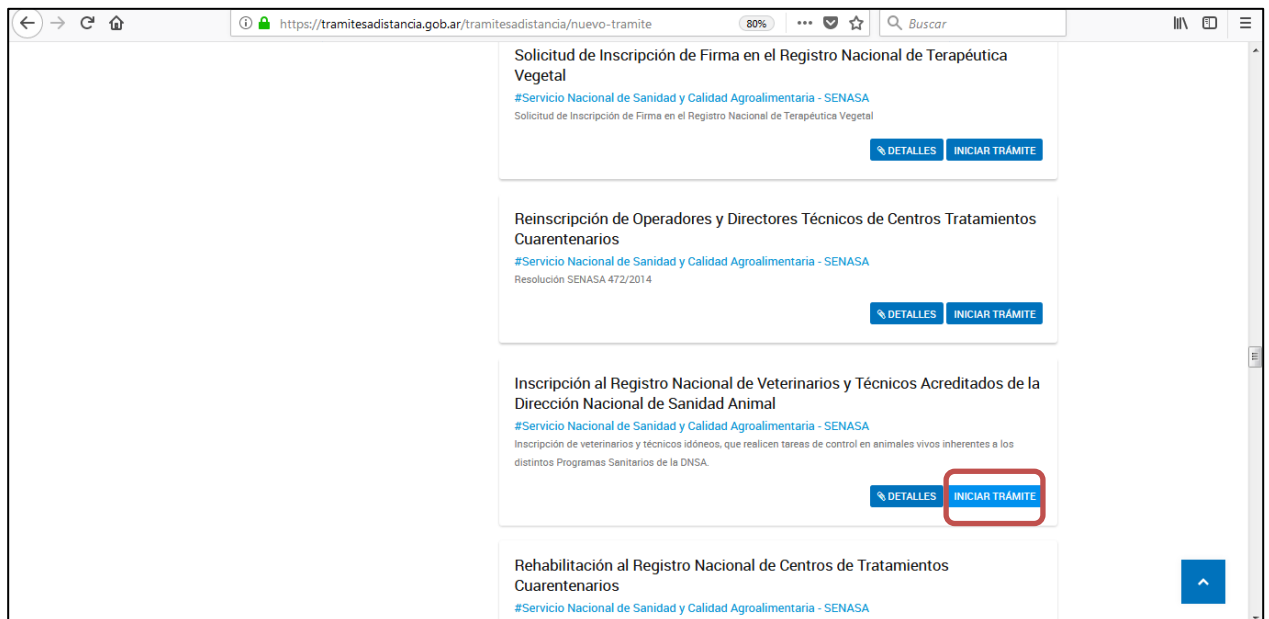 https://tramitesadistancia.gob.ar/tramitesadistancia/nuevo-tramite
80%
Buscar
Solicitud de Inscripción de Firma en el Registro Nacional de Terapéutica
Vegetal
#Servicio Nacional de Sanidad y Calidad Agroalimentaria - SENASA
Solicitud de Inscripción de Firma en el Registro Nacional de Terapéutica Vegetal
DETALLES INICIAR TRÁMITE
Reinscripción de Operadores y Directores Técnicos de Centros Tratamientos
Cuarentenarios
#Servicio Nacional de Sanidad y Calidad Agroalimentaria - SENASA
Resolución SENASA 472/2014
DETALLES INICIAR TRÁMITE
Inscripción al Registro Nacional de Veterinarios y Técnicos Acreditados de la
Dirección Nacional de Sanidad Animal
#Servicio Nacional de Sanidad y Calidad Agroalimentaria - SENASA
Inscripción de veterinarios y técnicos idóneos, que realicen tareas de control en animales vivos inherentes a los
distintos Programas Sanitarios de la DNSA.
DETALLES INICIAR TRÁMITE
Rehabilitación al Registro Nacional de Centros de Tratamientos
Cuarentenarios
#Servicio Nacional de Sanidad y Calidad Agroalimentaria - SENASA